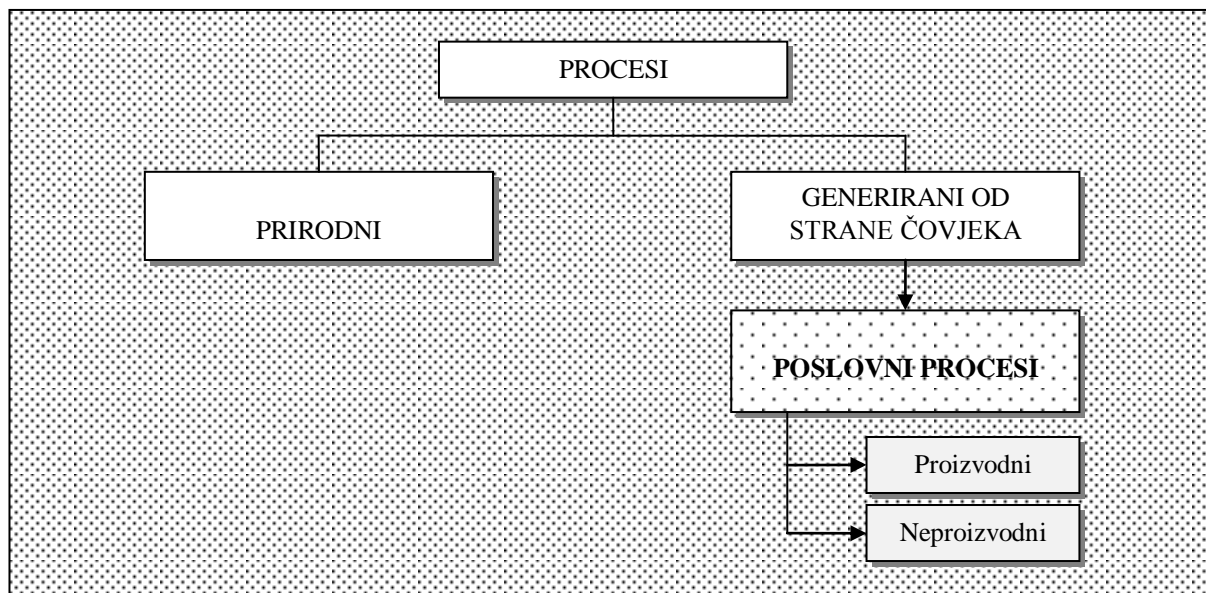 PROCESI
PRIRODNI
GENERIRANI OD
STRANE ČOVJEKA
POSLOVNI PROCESI
Proizvodni
Neproizvodni